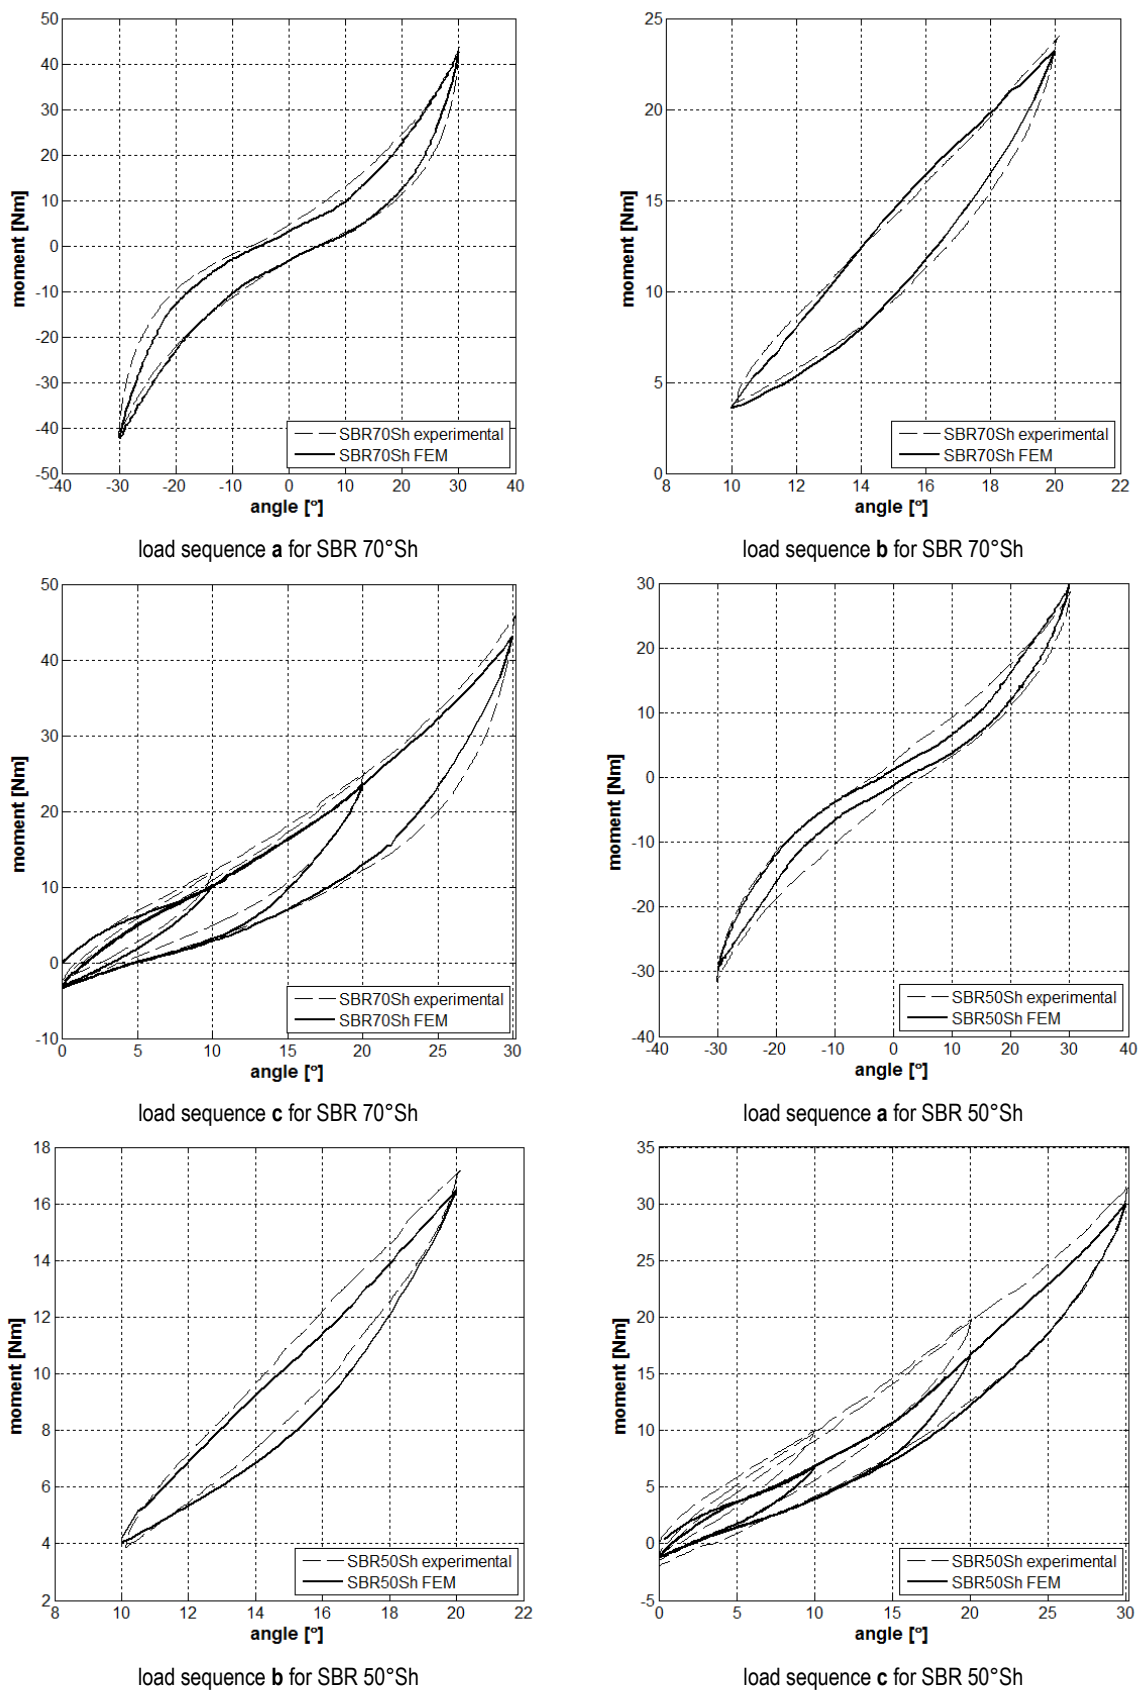 50
40
30
20
10
0
-10
-20
-30
-40
-50
moment [Nm]
-40 -30 -20 -10 0 10 20 30 40
angle [º]
SBR70Sh experimental
SBR70Sh FEM
load sequence a for SBR 70°Sh
25
20
15
10
5
0
moment [Nm]
8 10 12 14 16 18 20 22
angle [º]
SBR70Sh experimental
SBR70Sh FEM
load sequence b for SBR 70°Sh
50
40
30
20
10
0
-10
moment [Nm]
0 5 10 15 20 25 30
angle [º]
SBR70Sh experimental
SBR70Sh FEM
load sequence c for SBR 70°Sh
30
20
10
0
-10
-20
-30
-40
moment [Nm]
-40 -30 -20 -10 0 10 20 30 40
angle [º]
SBR50Sh experimental
SBR50Sh FEM
load sequence a for SBR 50°Sh
18
16
14
12
10
8
6
4
2
moment [Nm]
8 10 12 14 16 18 20 22
angle [º]
SBR50Sh experimental
SBR50Sh FEM
load sequence b for SBR 50°Sh
35
30
25
20
15
10
5
0
-5
moment [Nm]
0 5 10 15 20 25 30
angle [º]
SBR50Sh experimental
SBR50Sh FEM
load sequence c for SBR 50°Sh